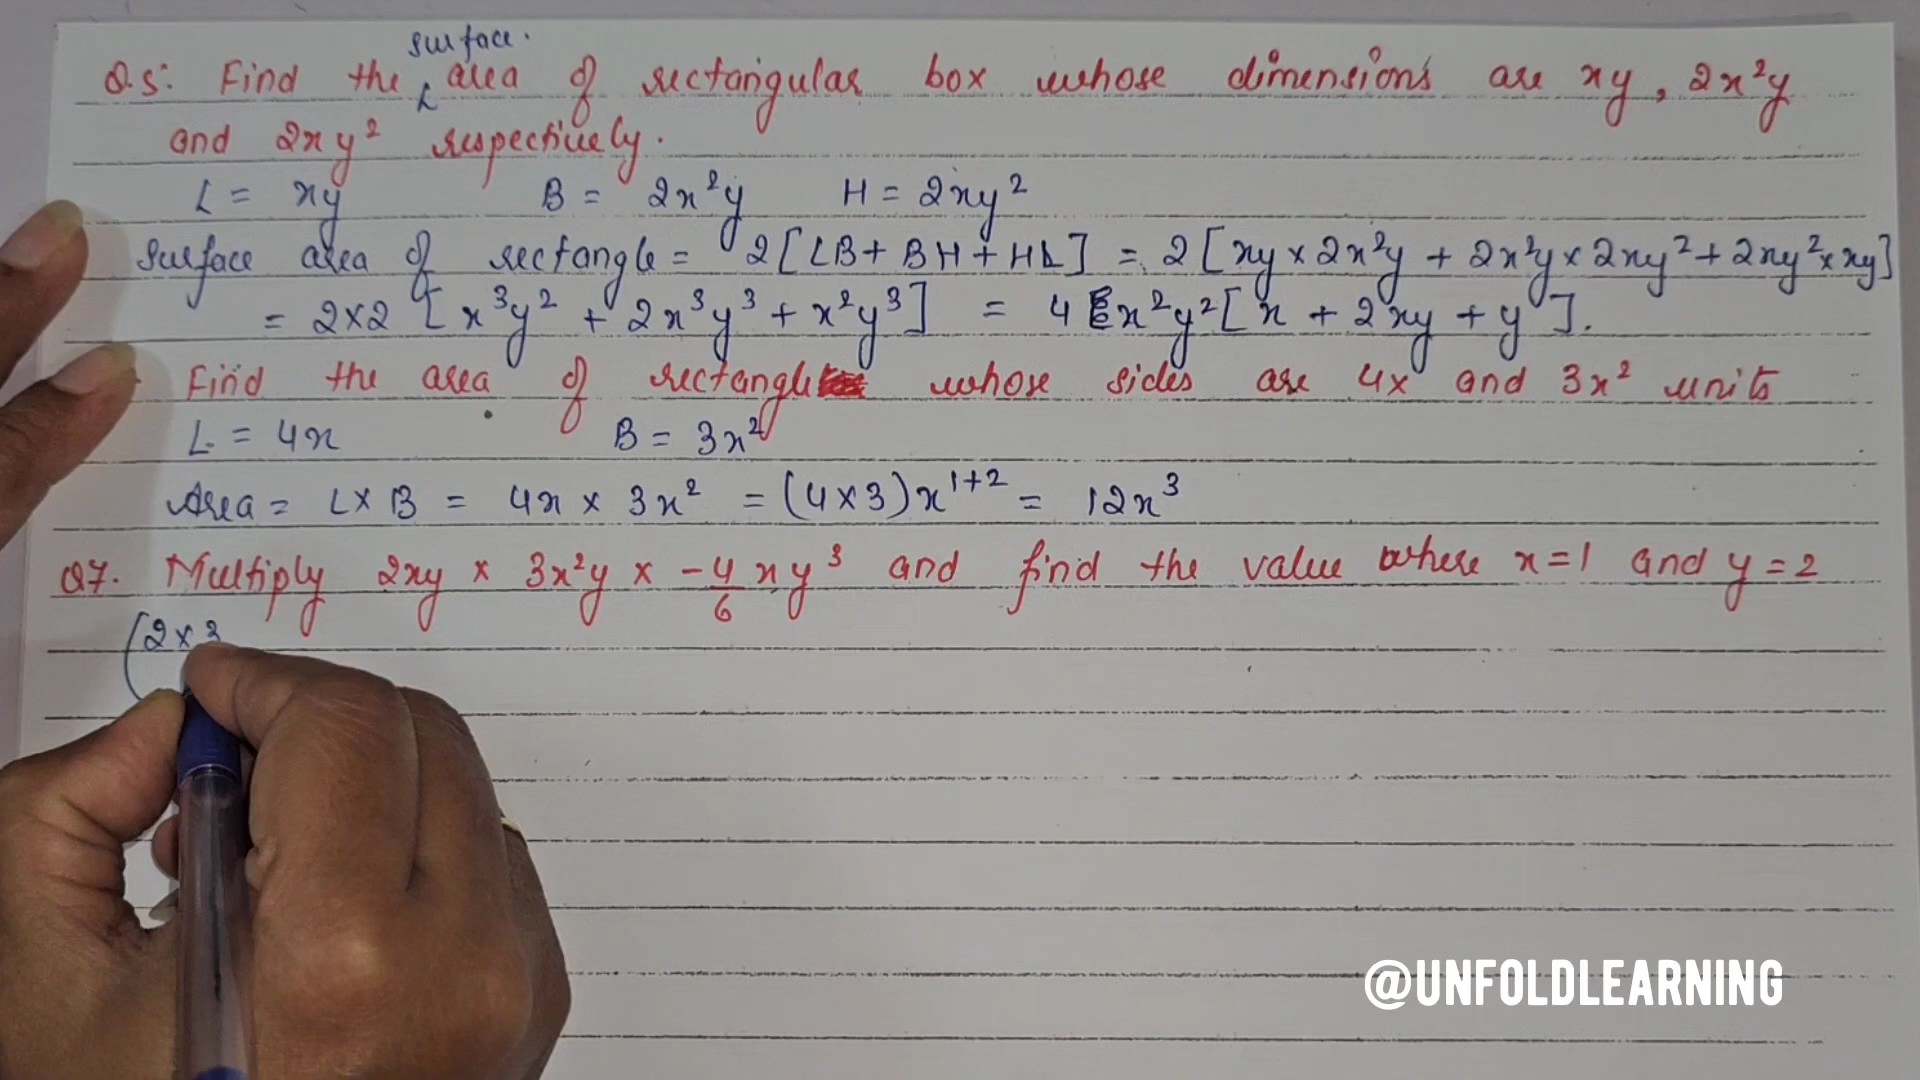 surface.
Q.5: Find the area of rectangular box whose dimensions are xy, 2x²y
and 2xy² respectively.
L = xy B = 2x²y H = 2xy²
Surface area of rectangle = 2[LB + BH + HL] = 2[xy × 2x²y + 2x²y × 2xy² + 2xy² × xy]
= 2×2 [x³y² + 2x³y³ + x²y³] = 4 x²y²[x + 2xy + y].
Find the area of rectangle whose sides are 4x and 3x² units
L = 4x B = 3x²
Area = L × B = 4x × 3x² = (4×3)x¹⁺² = 12x³
Q7. Multiply 2xy × 3x²y × -4/6 xy³ and find the value where x=1 and y=2
(2×3
@UNFOLDLEARNING